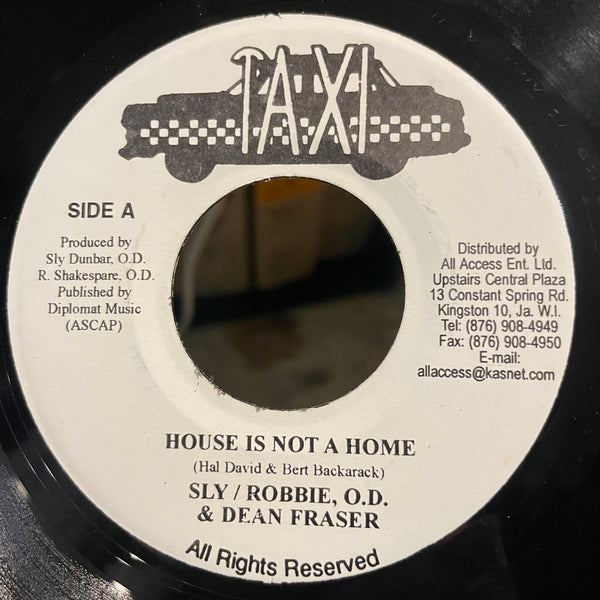 TAXI
SIDE A
Produced by
Sly Dunbar, O.D.
R. Shakespare, O.D.
Published by
Diplomat Music
(ASCAP)
Distributed by
All Access Ent. Ltd.
Upstairs Central Plaza
13 Constant Spring Rd.
Kingston 10, Ja. W.I.
Tel: (876) 908-4949
Fax: (876) 908-4950
E-mail:
allaccess@kasnet.com
HOUSE IS NOT A HOME
(Hal David & Bert Backarack)
SLY / ROBBIE, O.D.
& DEAN FRASER
All Rights Reserved